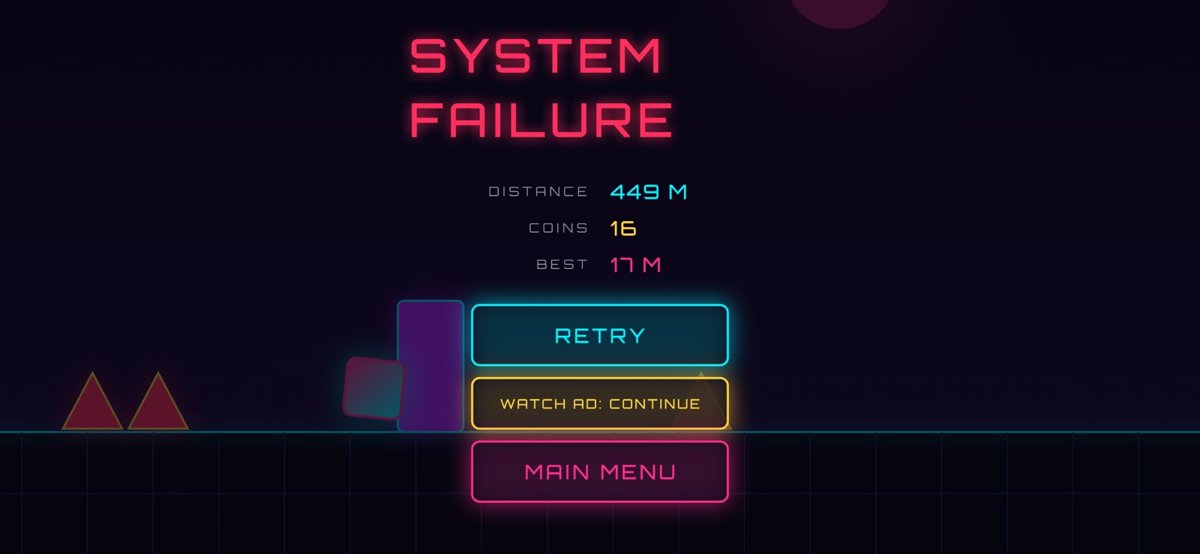 SYSTEM
FAILURE
DISTANCE 449 M
COINS 16
BEST 17 M
RETRY
WATCH AD: CONTINUE
MAIN MENU